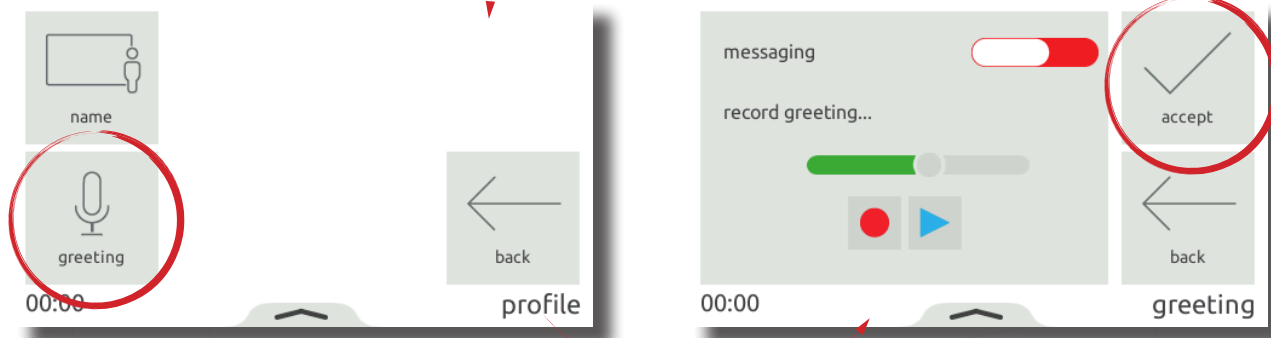 name
greeting
back
00:00
profile
messaging
record greeting...
accept
back
00:00
greeting